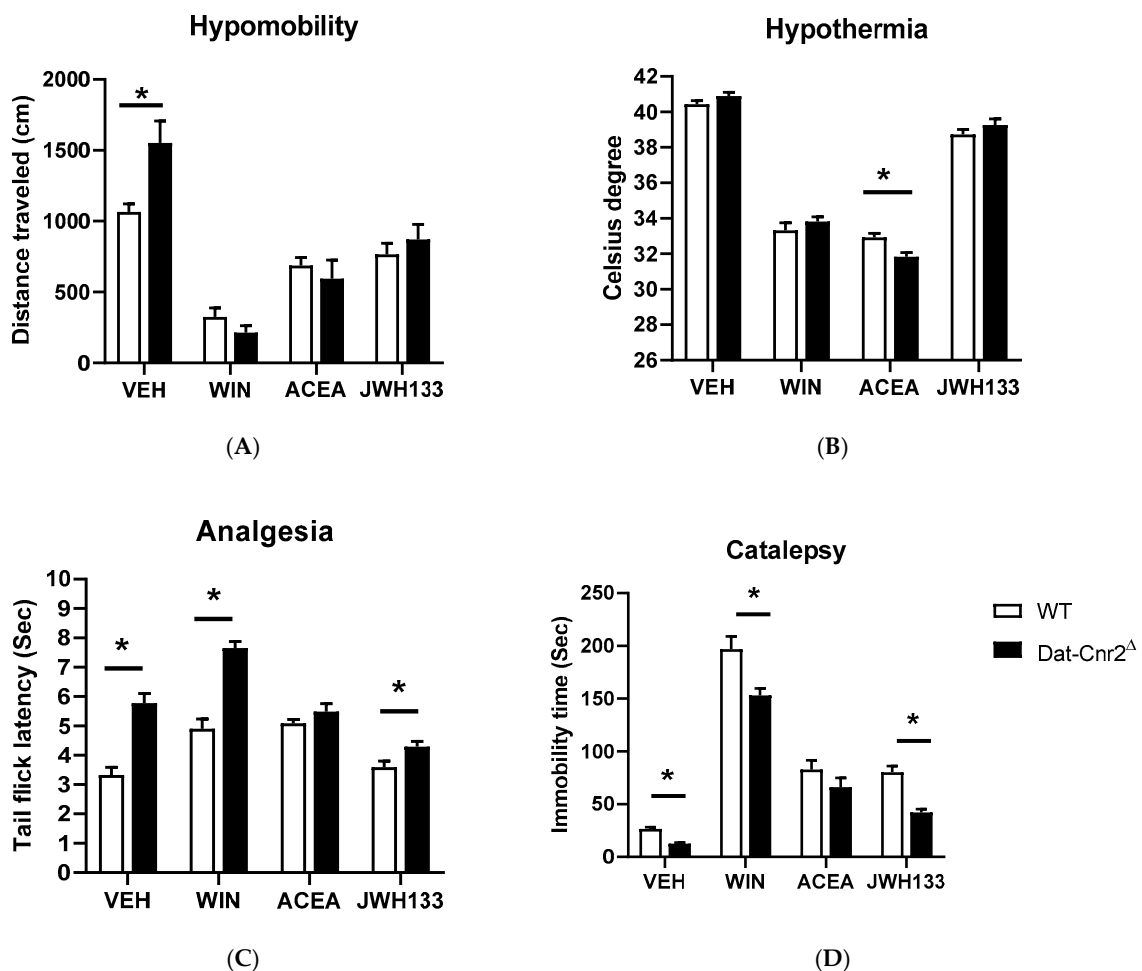 Hypomobility
Distance traveled (cm)
2000
1500
1000
500
0
*
VEH
WIN
ACEA
JWH133
(A)
Hypothermia
Celsius degree
42
40
38
36
34
32
30
28
26
*
VEH
WIN
ACEA
JWH133
(B)
Analgesia
Tail flick latency (Sec)
10
9
8
7
6
5
4
3
2
1
0
*
*
*
VEH
WIN
ACEA
JWH133
(C)
Catalepsy
Immobility time (Sec)
250
200
150
100
50
0
*
*
*
VEH
WIN
ACEA
JWH133
(D)
WT
Dat-Cnr2Δ